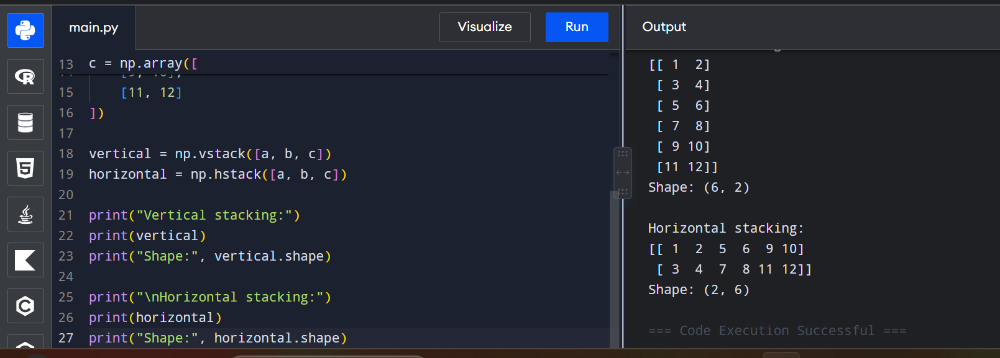 main.py
Visualize
Run
Output
13 c = np.array([
15 [11, 12]
16 ])
17
18 vertical = np.vstack([a, b, c])
19 horizontal = np.hstack([a, b, c])
20
21 print("Vertical stacking:")
22 print(vertical)
23 print("Shape:", vertical.shape)
24
25 print("\nHorizontal stacking:")
26 print(horizontal)
27 print("Shape:", horizontal.shape)
[[ 1  2]
 [ 3  4]
 [ 5  6]
 [ 7  8]
 [ 9 10]
 [11 12]]
Shape: (6, 2)
Horizontal stacking:
[[ 1  2  5  6  9 10]
 [ 3  4  7  8 11 12]]
Shape: (2, 6)
=== Code Execution Successful ===